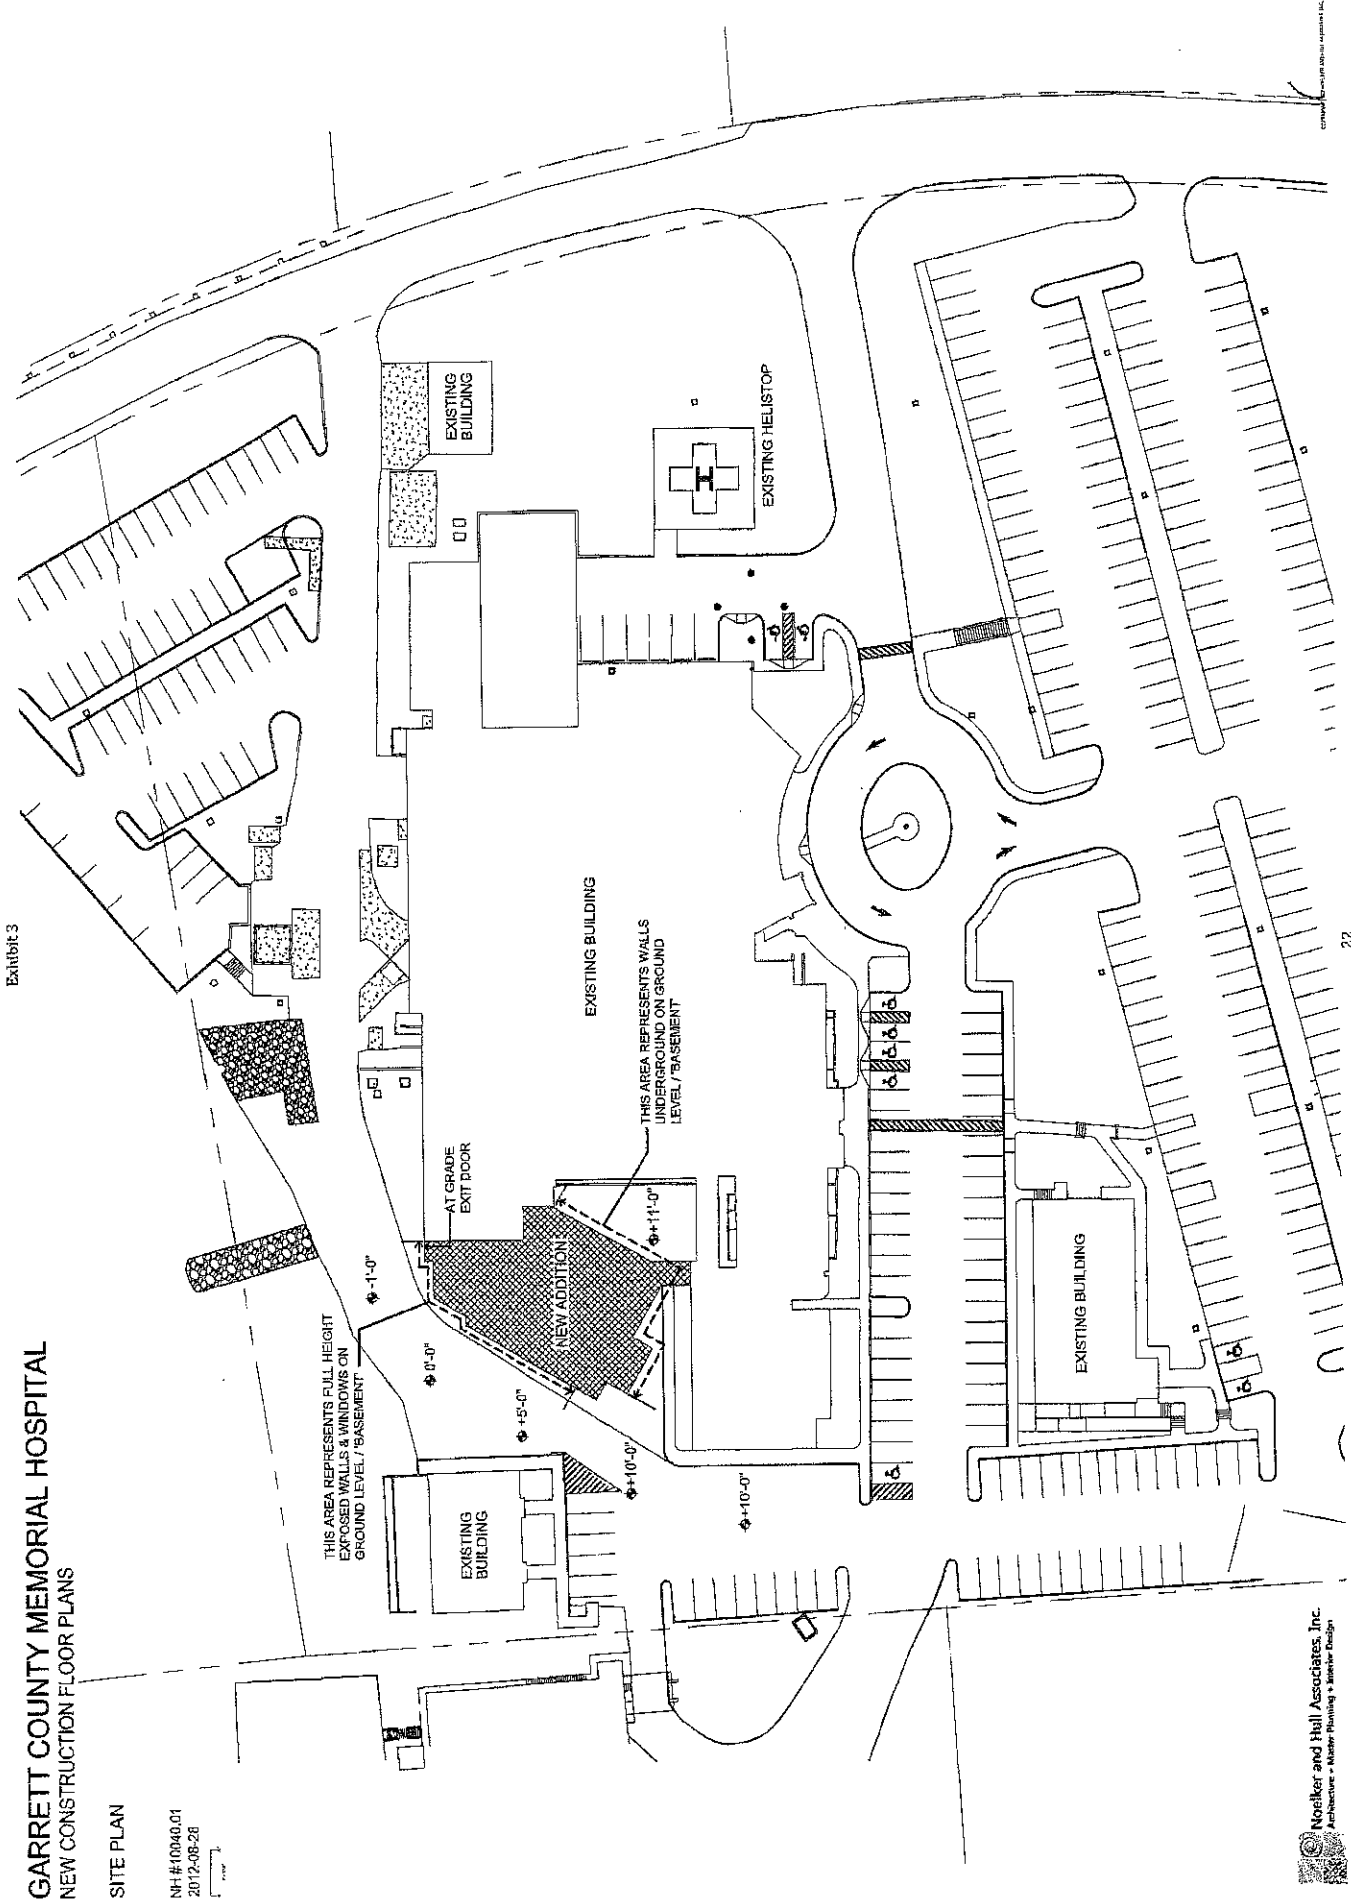 Exhibit 3
GARRETT COUNTY MEMORIAL HOSPITAL
NEW CONSTRUCTION FLOOR PLANS
SITE PLAN
NH #10040.01
2012-08-28
THIS AREA REPRESENTS FULL HEIGHT
EXPOSED WALLS & WINDOWS ON
GROUND LEVEL / "BASEMENT"
-1'-0"
0'-0"
+5'-0"
+10'-0"
+10'-0"
+11'-0"
AT GRADE
EXIT DOOR
NEW ADDITION
THIS AREA REPRESENTS WALLS
UNDERGROUND ON GROUND
LEVEL / "BASEMENT
EXISTING BUILDING
EXISTING
BUILDING
EXISTING
BUILDING
EXISTING BUILDING
H
EXISTING HELISTOP
Noelker and Hull Associates, Inc.
Architecture + Master Planning + Interior Design
22